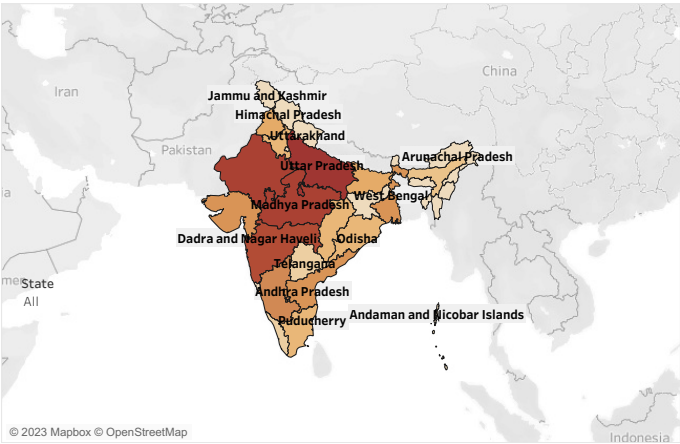 China
Iran
Jammu and Kashmir
Himachal Pradesh
Uttarakhand
Pakistan
Uttar Pradesh
Arunachal Pradesh
Madhya Pradesh
West Bengal
Dadra and Nagar Haveli
Odisha
Telangana
State
All
Andhra Pradesh
Puducherry
Andaman and Nicobar Islands
© 2023 Mapbox © OpenStreetMap
Indonesia